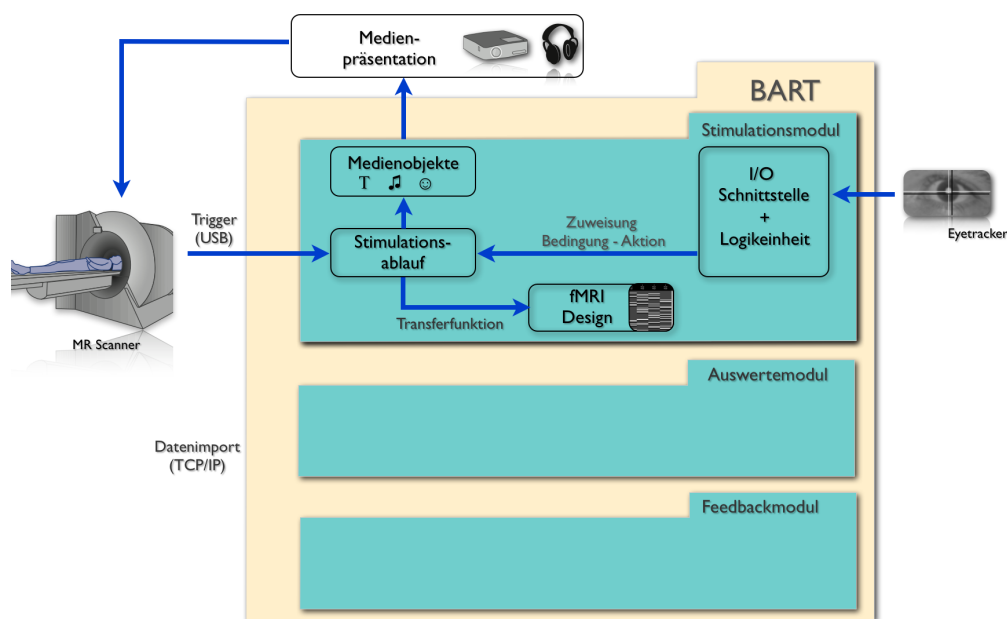 Medien-
präsentation
BART
Stimulationsmodul
Medienobjekte
T
I/O
Schnittstelle
+
Logikeinheit
Eyetracker
Trigger
(USB)
Stimulations-
ablauf
Zuweisung
Bedingung - Aktion
fMRI
Design
Transferfunktion
MR Scanner
Auswertemodul
Datenimport
(TCP/IP)
Feedbackmodul